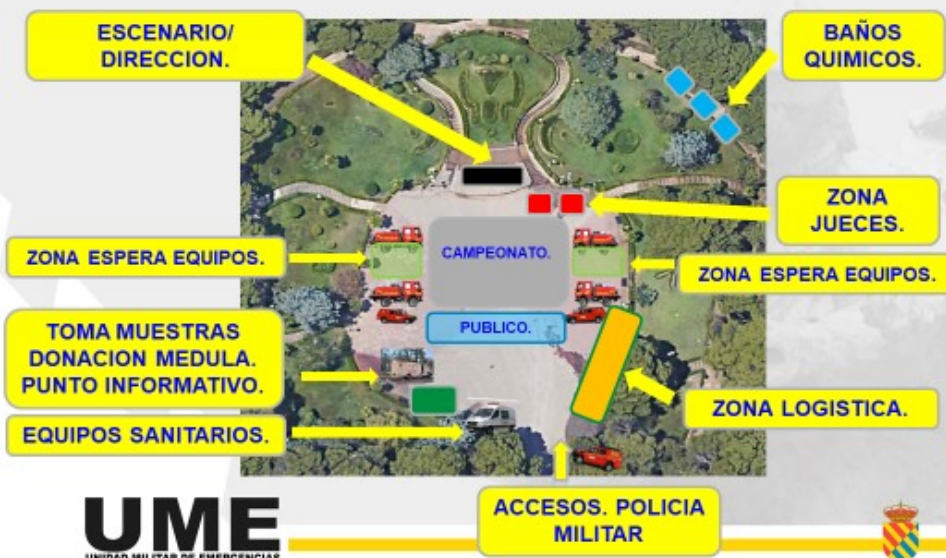 ESCENARIO/
DIRECCION.
BAÑOS
QUIMICOS.
ZONA
JUECES.
ZONA ESPERA EQUIPOS.
CAMPEONATO.
ZONA ESPERA EQUIPOS.
TOMA MUESTRAS
DONACION MEDULA.
PUNTO INFORMATIVO.
PUBLICO.
ZONA LOGISTICA.
EQUIPOS SANITARIOS.
ACCESOS. POLICIA
MILITAR
UME
UNIDAD MILITAR DE EMERGENCIAS